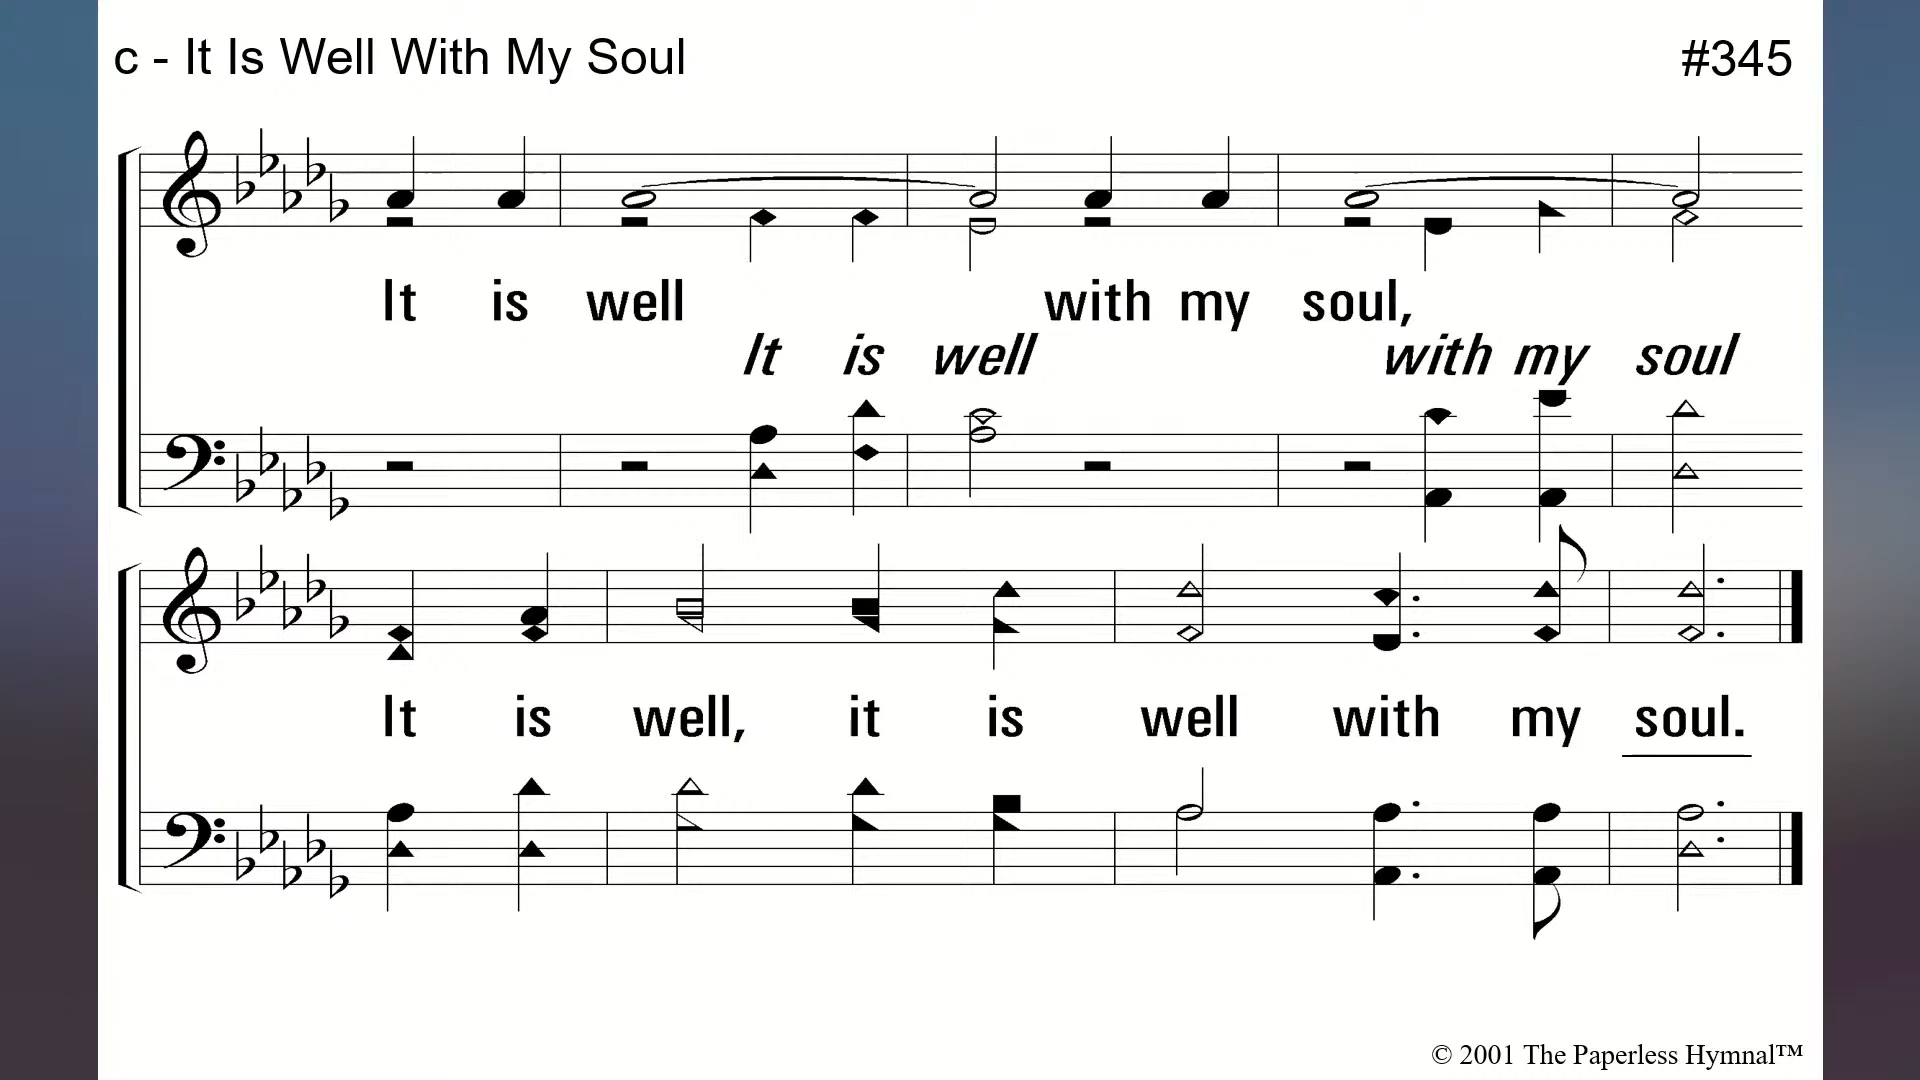 c - It Is Well With My Soul #345
It is well with my soul,
It is well with my soul
It is well, it is well with my soul.
© 2001 The Paperless Hymnal™